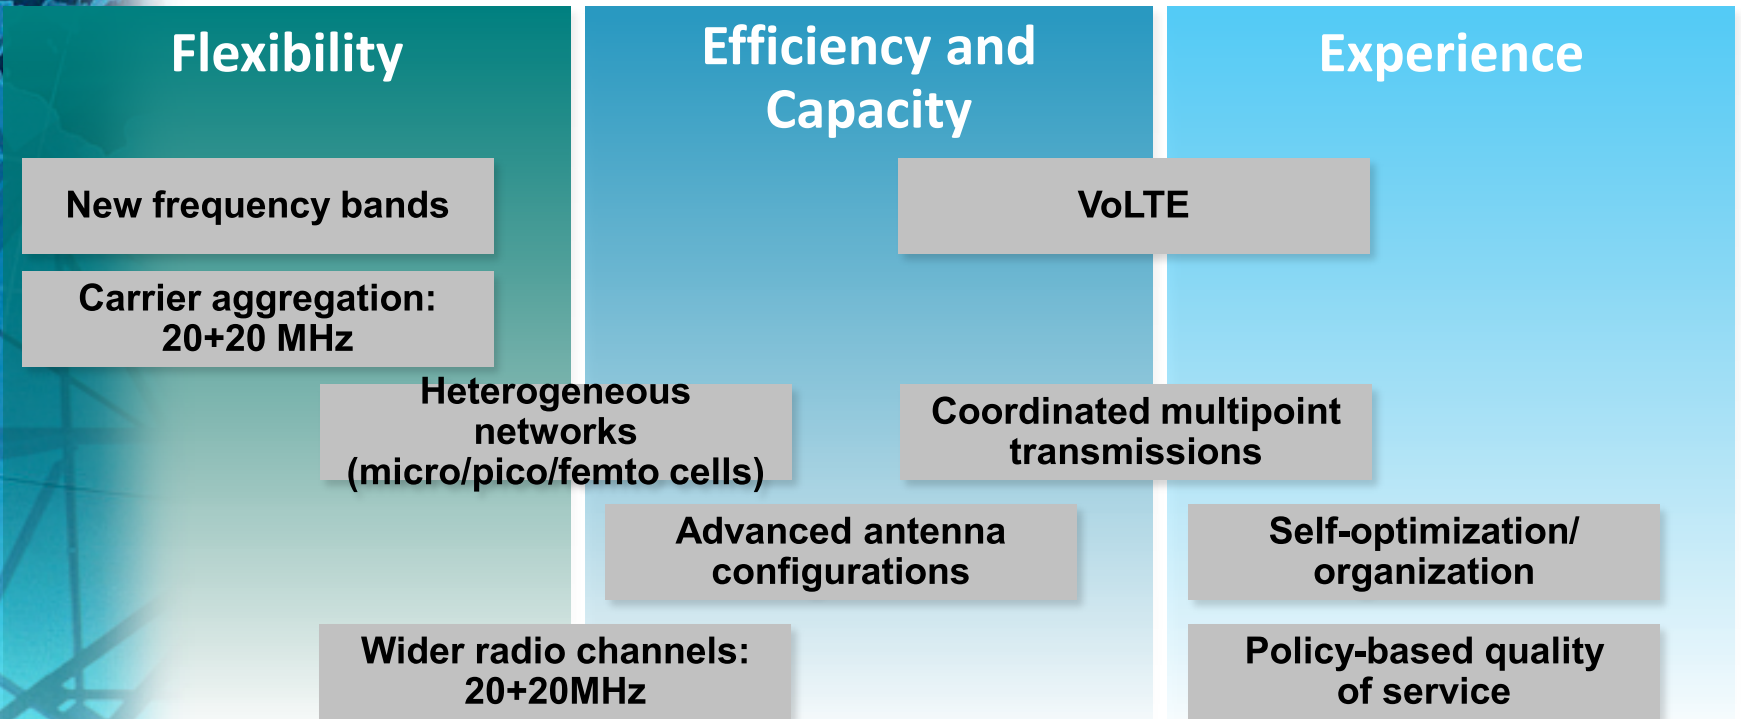 Flexibility
Efficiency and
Capacity
Experience
New frequency bands
VoLTE
Carrier aggregation:
20+20 MHz
Heterogeneous
networks
(micro/pico/femto cells)
Coordinated multipoint
transmissions
Advanced antenna
configurations
Self-optimization/
organization
Wider radio channels:
20+20MHz
Policy-based quality
of service